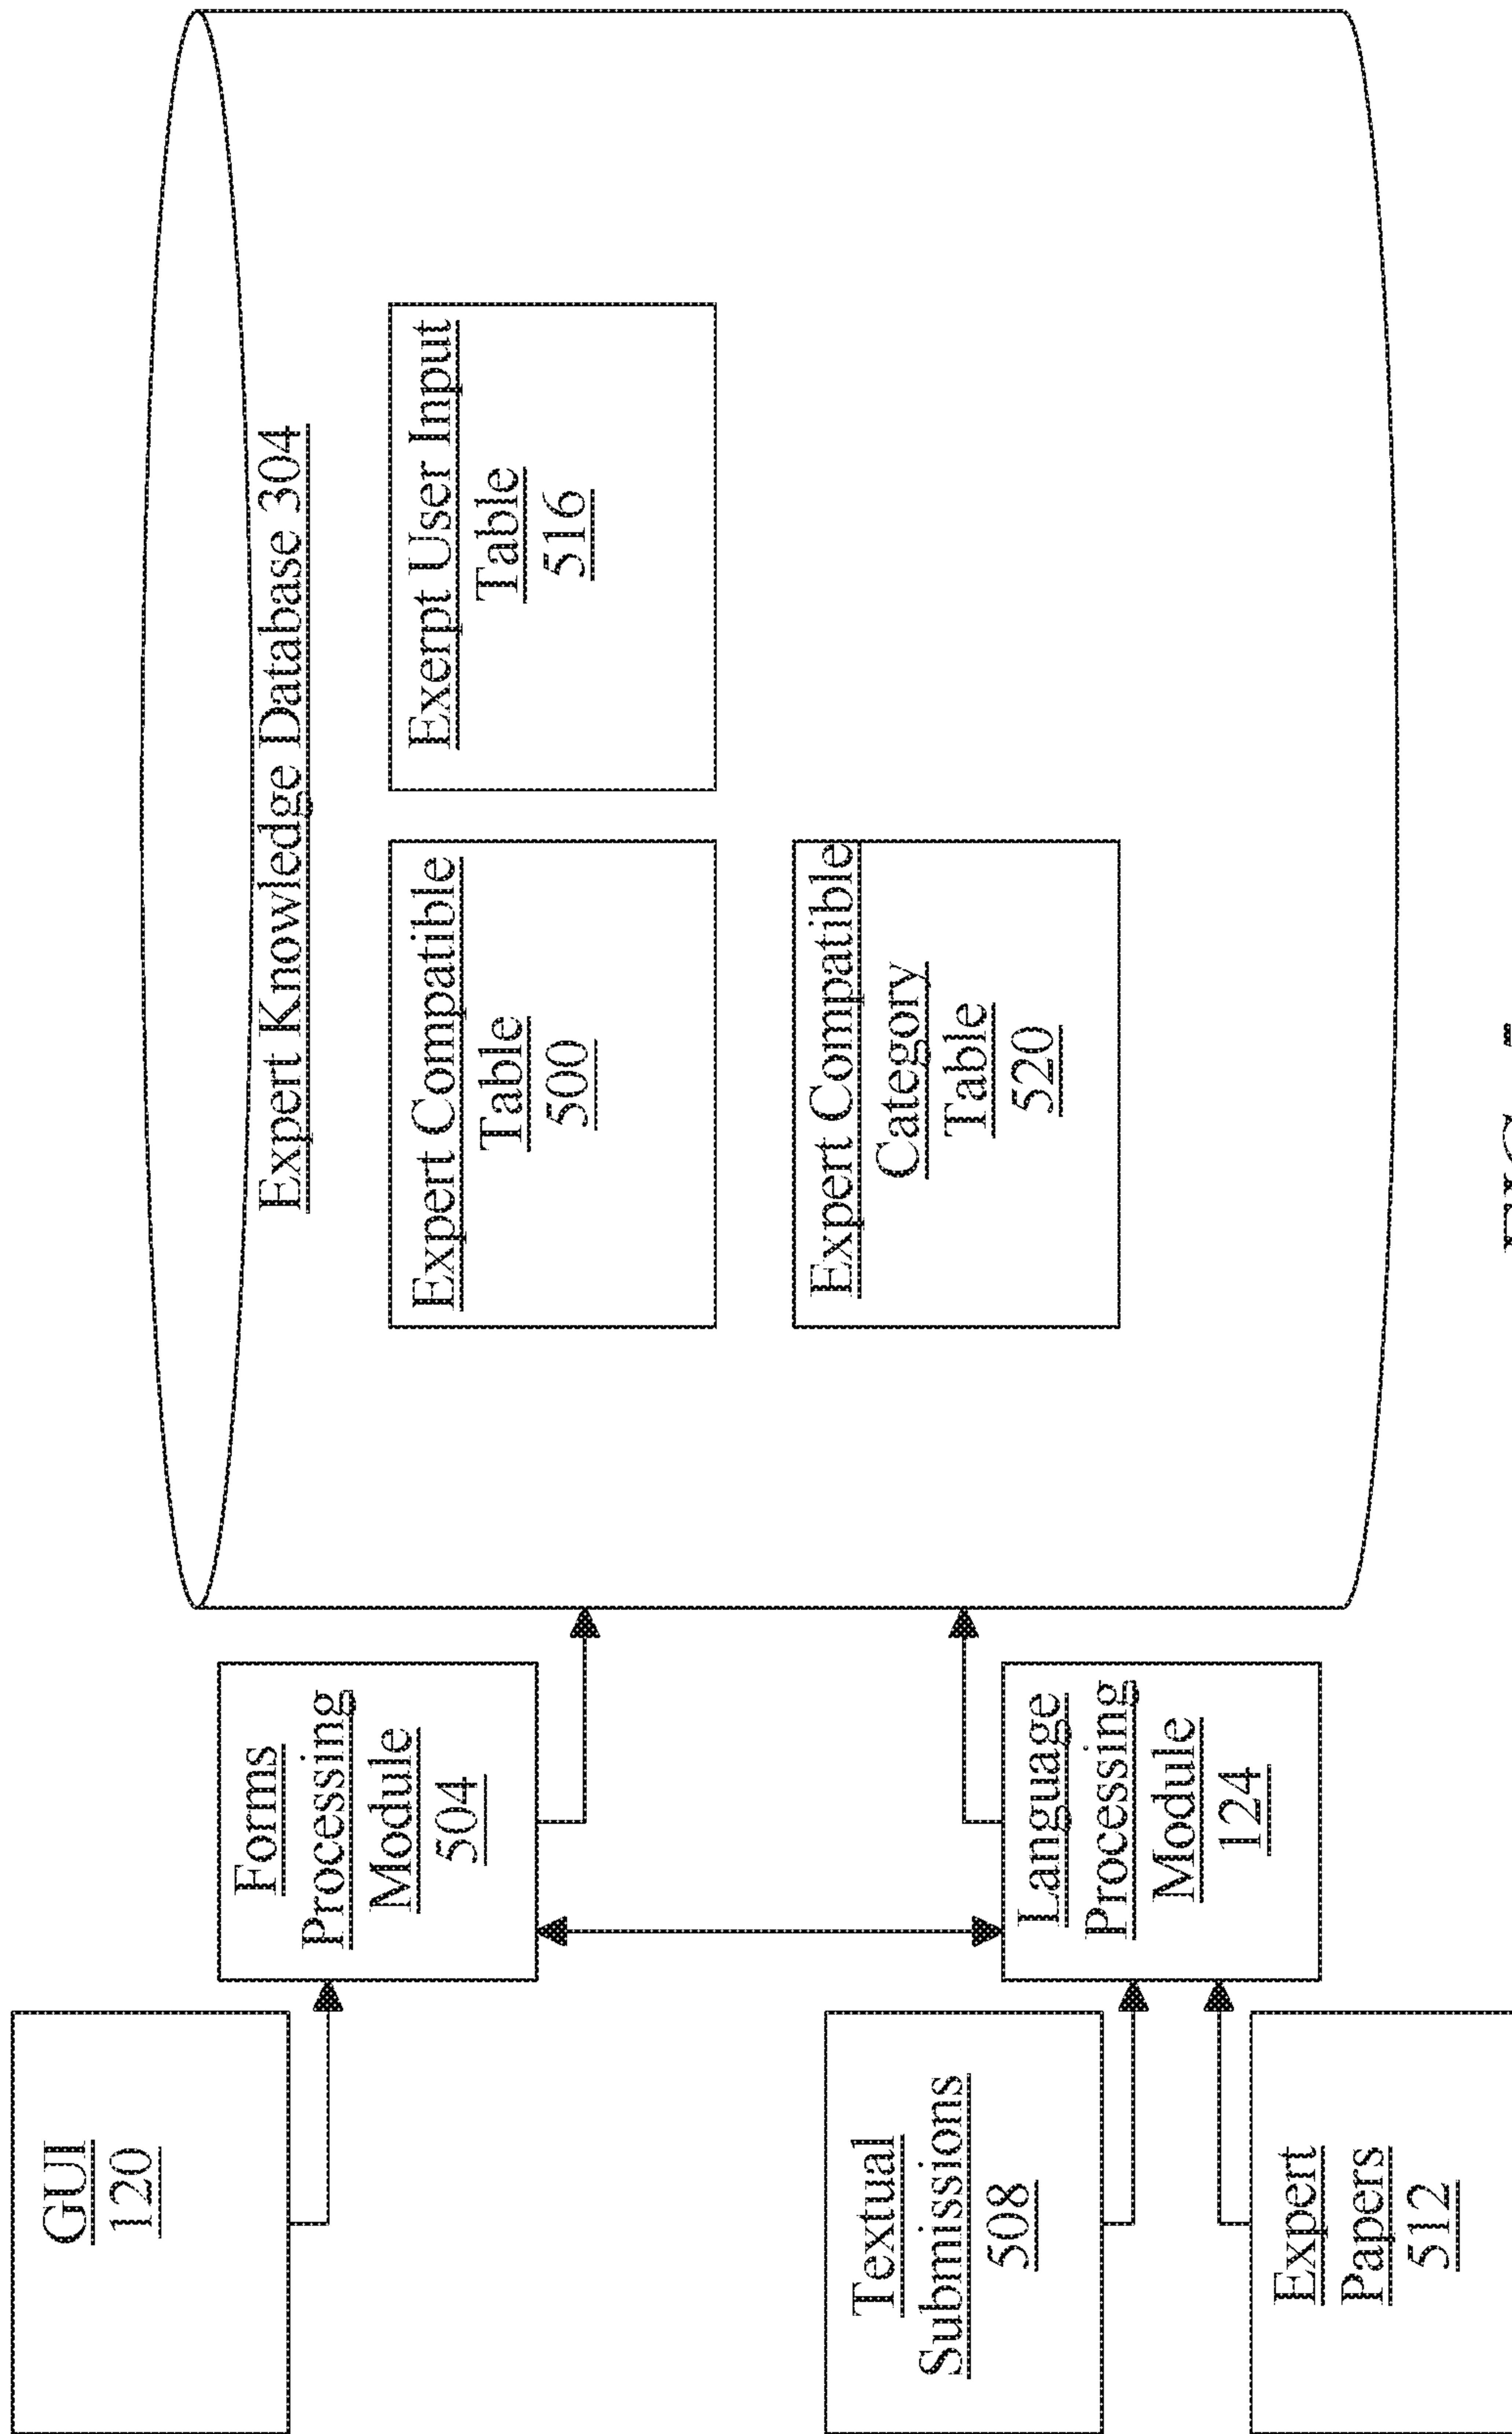 GUI
120
Forms
Processing
Module
504
Textual
Submissions
508
Expert
Papers
512
Language
Processing
Module
124
Expert Knowledge Database 304
Expert Compatible
Table
500
Exerpt User Input
Table
516
Expert Compatible
Category
Table
520